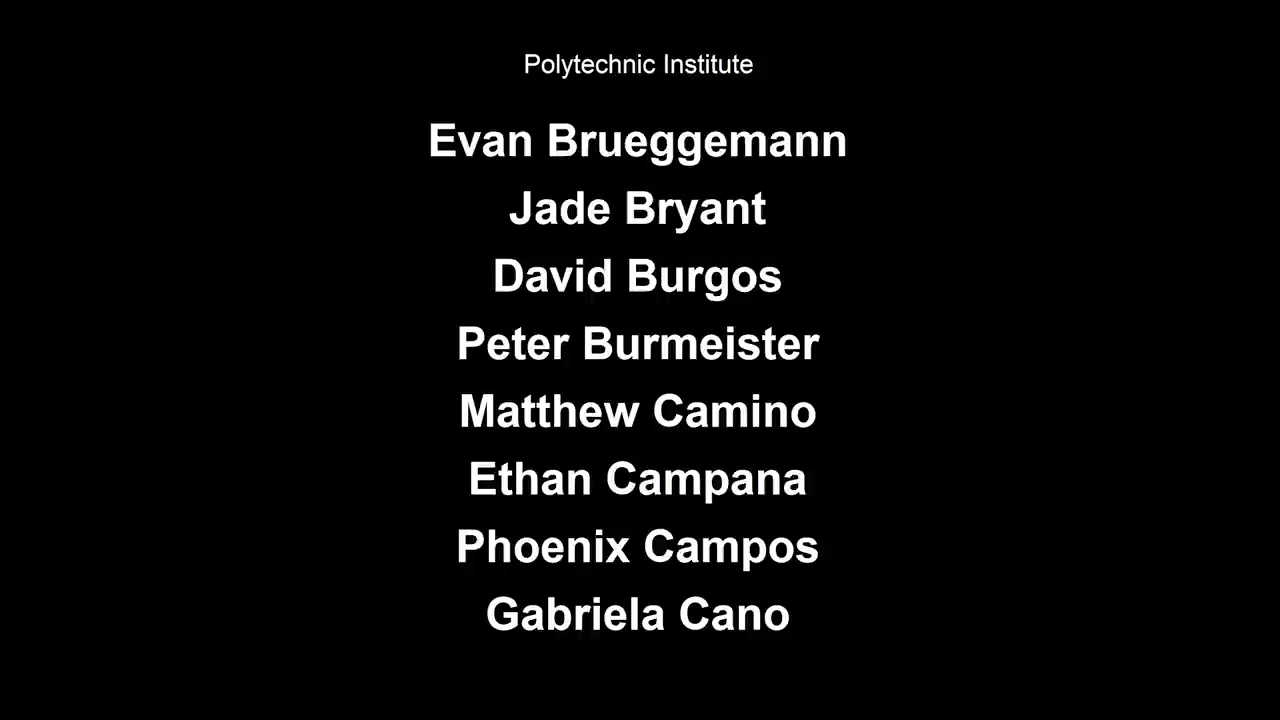 Polytechnic Institute
Evan Brueggemann
Jade Bryant
David Burgos
Peter Burmeister
Matthew Camino
Ethan Campana
Phoenix Campos
Gabriela Cano